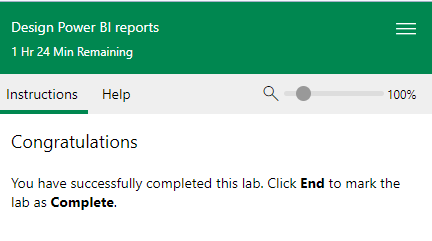 Design Power BI reports
1 Hr 24 Min Remaining
Instructions Help 100%
Congratulations
You have successfully completed this lab. Click End to mark the
lab as Complete.